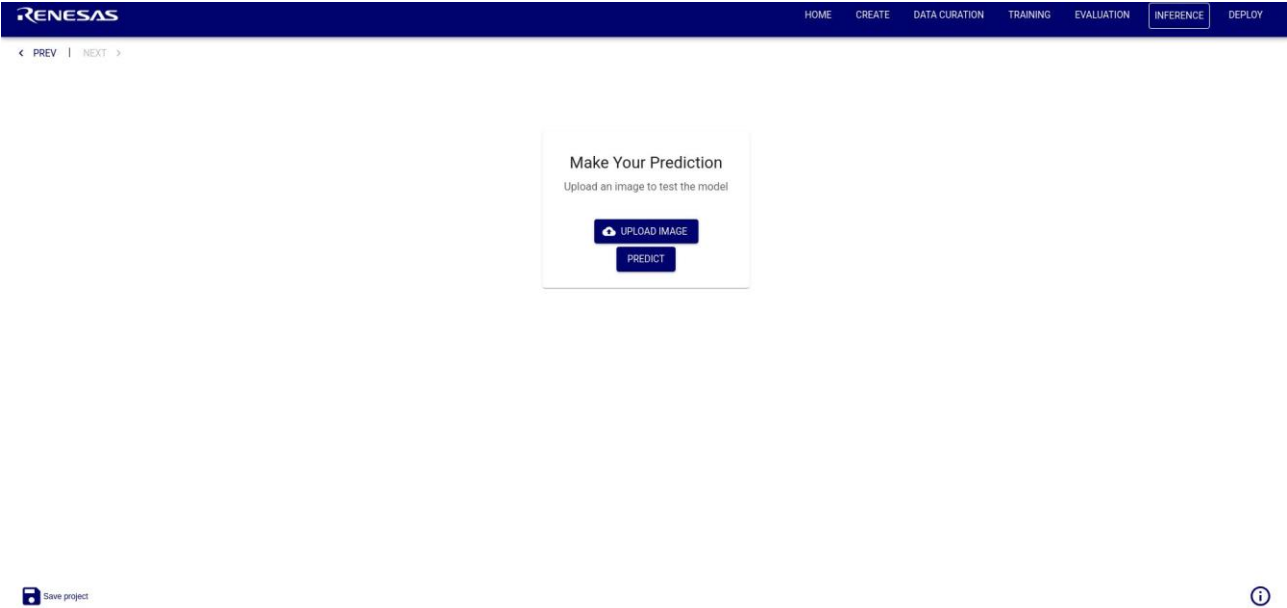 RENESAS HOME CREATE DATA CURATION TRAINING EVALUATION INFERENCE DEPLOY
< PREV | NEXT >
Make Your Prediction
Upload an image to test the model
UPLOAD IMAGE
PREDICT
Save project